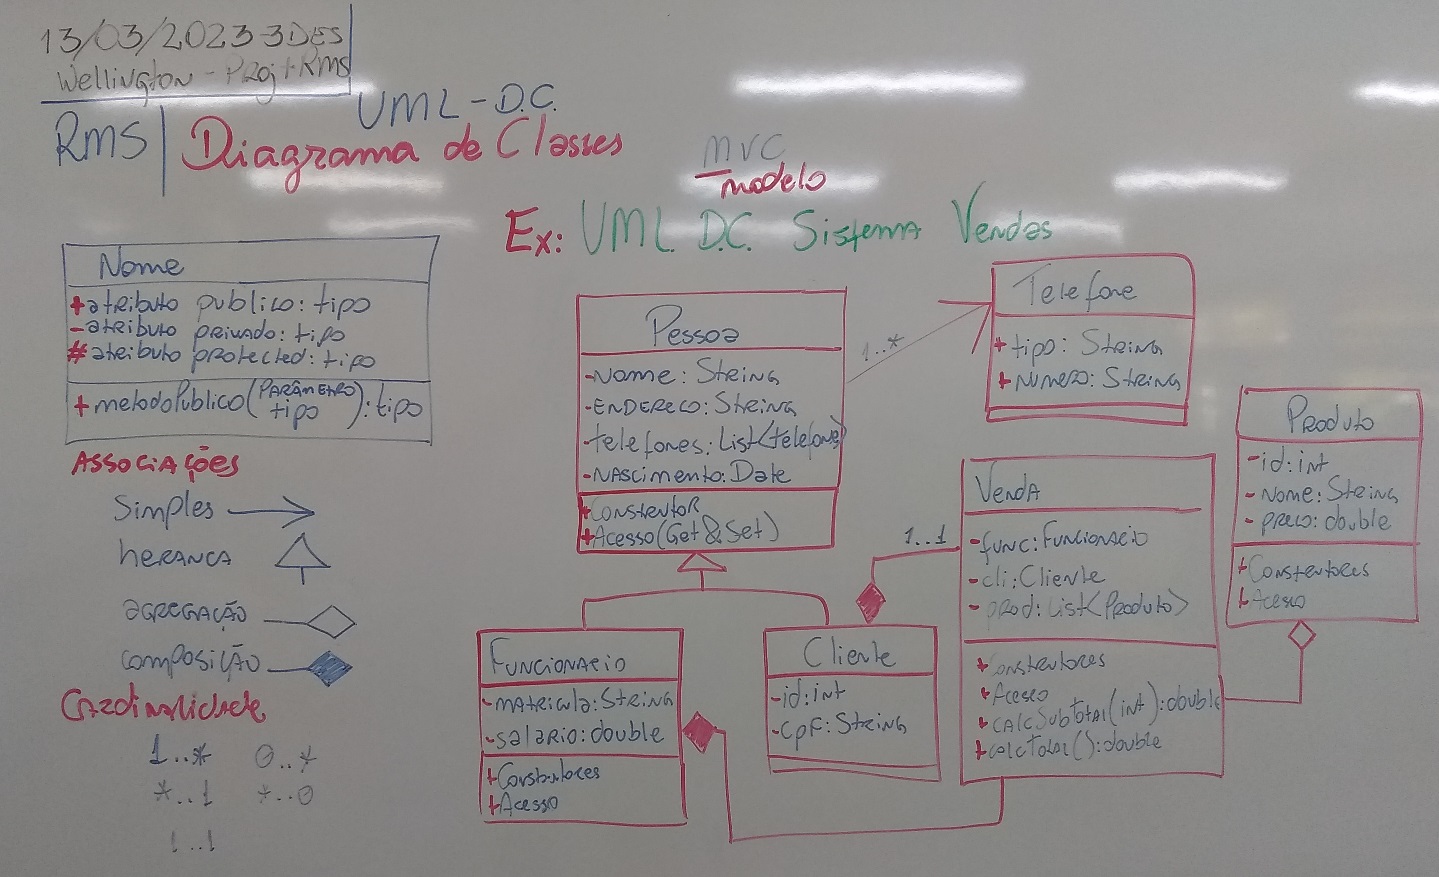 13/03/2023 3DES
Wellington - Proj + RMS
UML - D.C.
RMS | Diagrama de Classes
MVC
modelo
Ex: UML D.C. Sistema Vendas
Nome
+atributo publico: tipo
-atributo privado: tipo
#atributo protected: tipo
+metodoPublico(Parâmetro tipo): tipo
Associações
Simples
herança
agregação
composição
Cardinalidade
1..* 0..*
*..1 *..0
1..1
Pessoa
-Nome: String
-Endereco: String
-telefones: List<telefone>
-Nascimento: Date
+Construtor
+Acesso (Get & Set)
1..*
Telefone
+tipo: String
+Numero: String
Produto
-id: int
-Nome: String
-preco: double
+Construtores
+Acesso
1..1
Venda
-func: Funcionario
-cli: Cliente
-prod: List<Produto>
+Construtores
+Acesso
+CalcSubTotal(int): double
+CalcTotal(): double
Funcionario
-matricula: String
-salario: double
+Construtores
+Acesso
Cliente
-id: int
-cpf: String